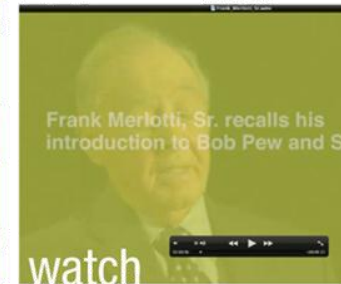 Frank Merlotti, Sr. recalls his
introduction to Bob Pew and S
watch